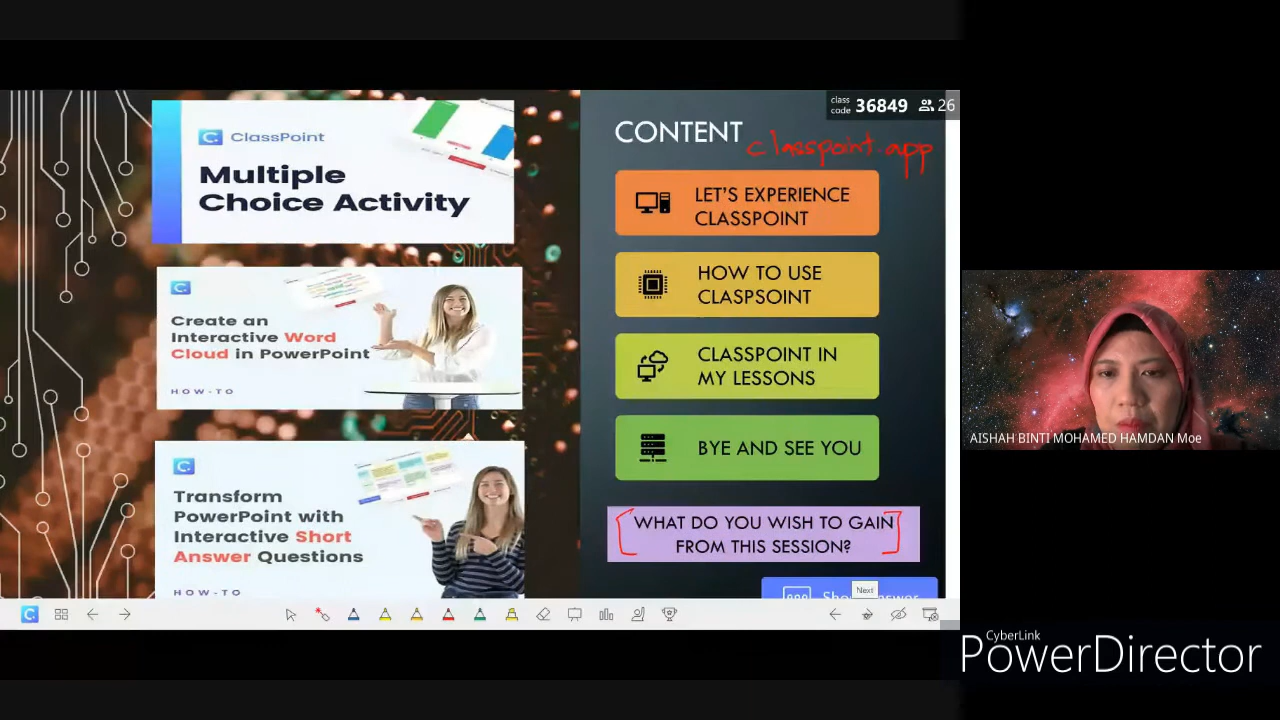 ClassPoint
Multiple
Choice Activity
Create an
Interactive Word
Cloud in PowerPoint
HOW-TO
Transform
PowerPoint with
Interactive Short
Answer Questions
HOW-TO
class
code 36849 26
CONTENT
classpoint.app
LET'S EXPERIENCE
CLASSPOINT
HOW TO USE
CLASPSOINT
CLASSPOINT IN
MY LESSONS
BYE AND SEE YOU
WHAT DO YOU WISH TO GAIN
FROM THIS SESSION?
Next
AISHAH BINTI MOHAMED HAMDAN Moe
CyberLink
PowerDirector